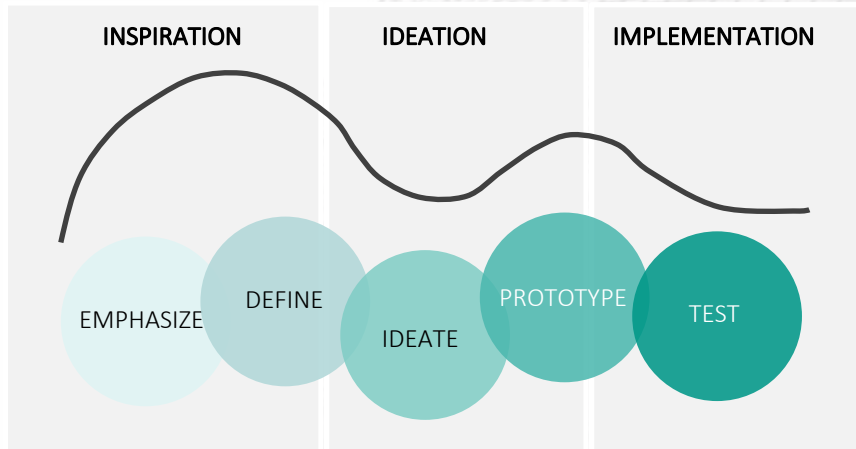 INSPIRATION
IDEATION
IMPLEMENTATION
EMPHASIZE
DEFINE
IDEATE
PROTOTYPE
TEST